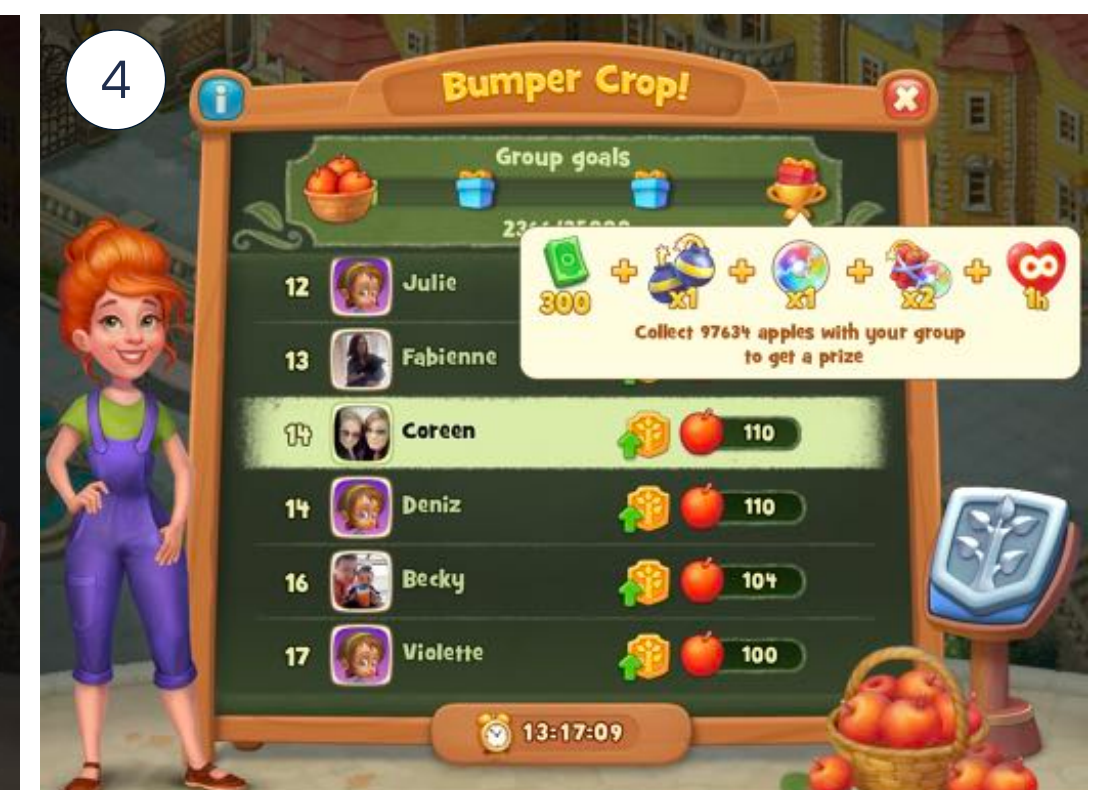 4
i
Bumper Crop!
Group goals
300 + x1 + x1 + x2 + 1h
Collect 97634 apples with your group
to get a prize
12 Julie
13 Fabienne
14 Coreen 110
14 Deniz 110
16 Becky 104
17 Violette 100
13:17:09